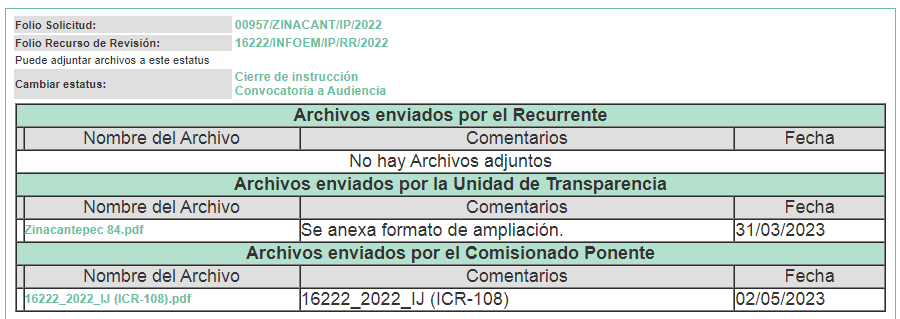 Folio Solicitud: 00957/ZINACANT/IP/2022
Folio Recurso de Revisión: 16222/INFOEM/IP/RR/2022
Puede adjuntar archivos a este estatus
Cambiar estatus: Cierre de instrucción
Convocatoria a Audiencia
Archivos enviados por el Recurrente
Nombre del Archivo Comentarios Fecha
No hay Archivos adjuntos
Archivos enviados por la Unidad de Transparencia
Nombre del Archivo Comentarios Fecha
Zinacantepec 84.pdf Se anexa formato de ampliación. 31/03/2023
Archivos enviados por el Comisionado Ponente
Nombre del Archivo Comentarios Fecha
16222_2022_IJ (ICR-108).pdf 16222_2022_IJ (ICR-108) 02/05/2023